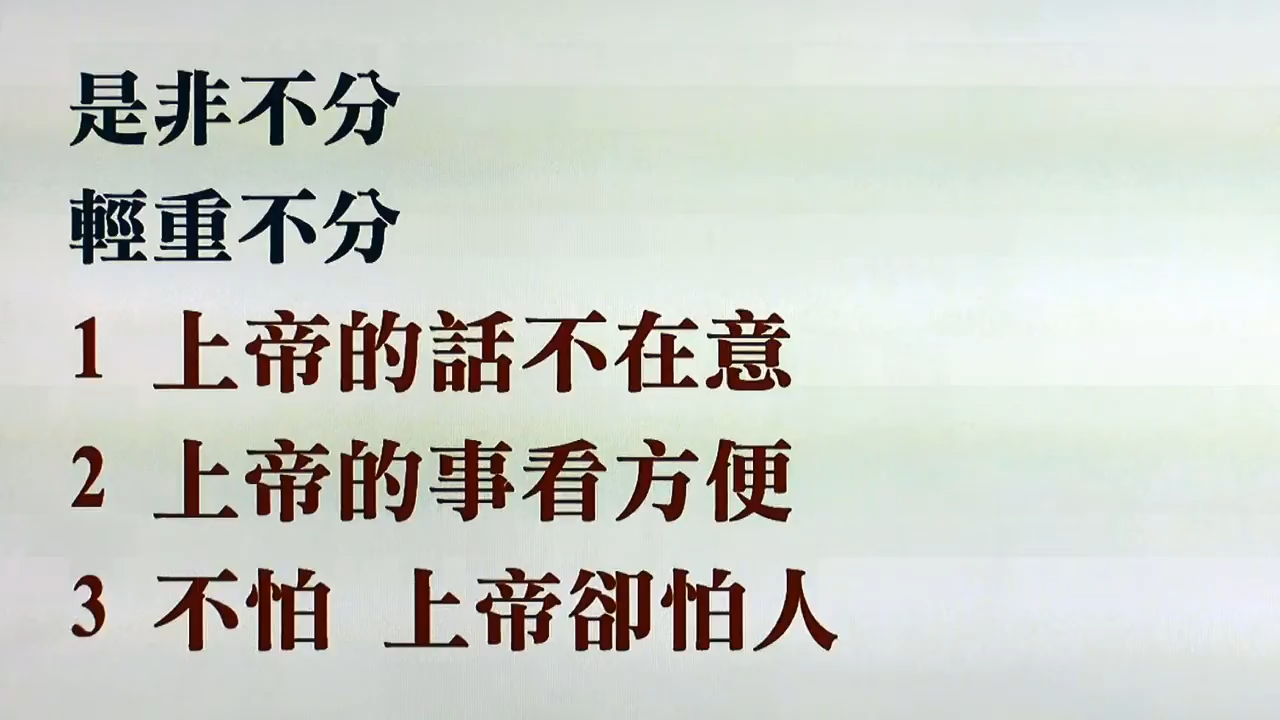 是非不分
輕重不分
1 上帝的話不在意
2 上帝的事看方便
3 不怕 上帝卻怕人